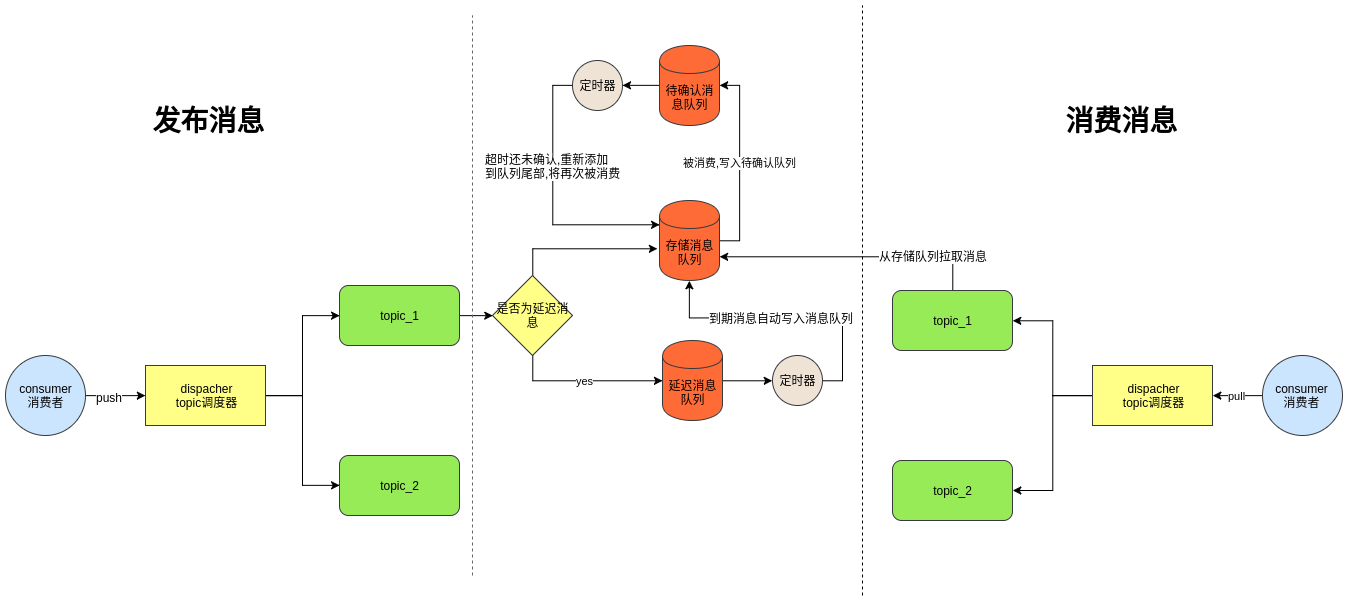 发布消息
consumer
消费者
push
dispacher
topic调度器
topic_1
topic_2
是否为延迟消
息
yes
定时器
待确认消
息队列
超时还未确认,重新添加
到队列尾部,将再次被消费
被消费,写入待确认队列
存储消息
队列
到期消息自动写入消息队列
延迟消息
队列
定时器
消费消息
从存储队列拉取消息
topic_1
topic_2
dispacher
topic调度器
pull
consumer
消费者